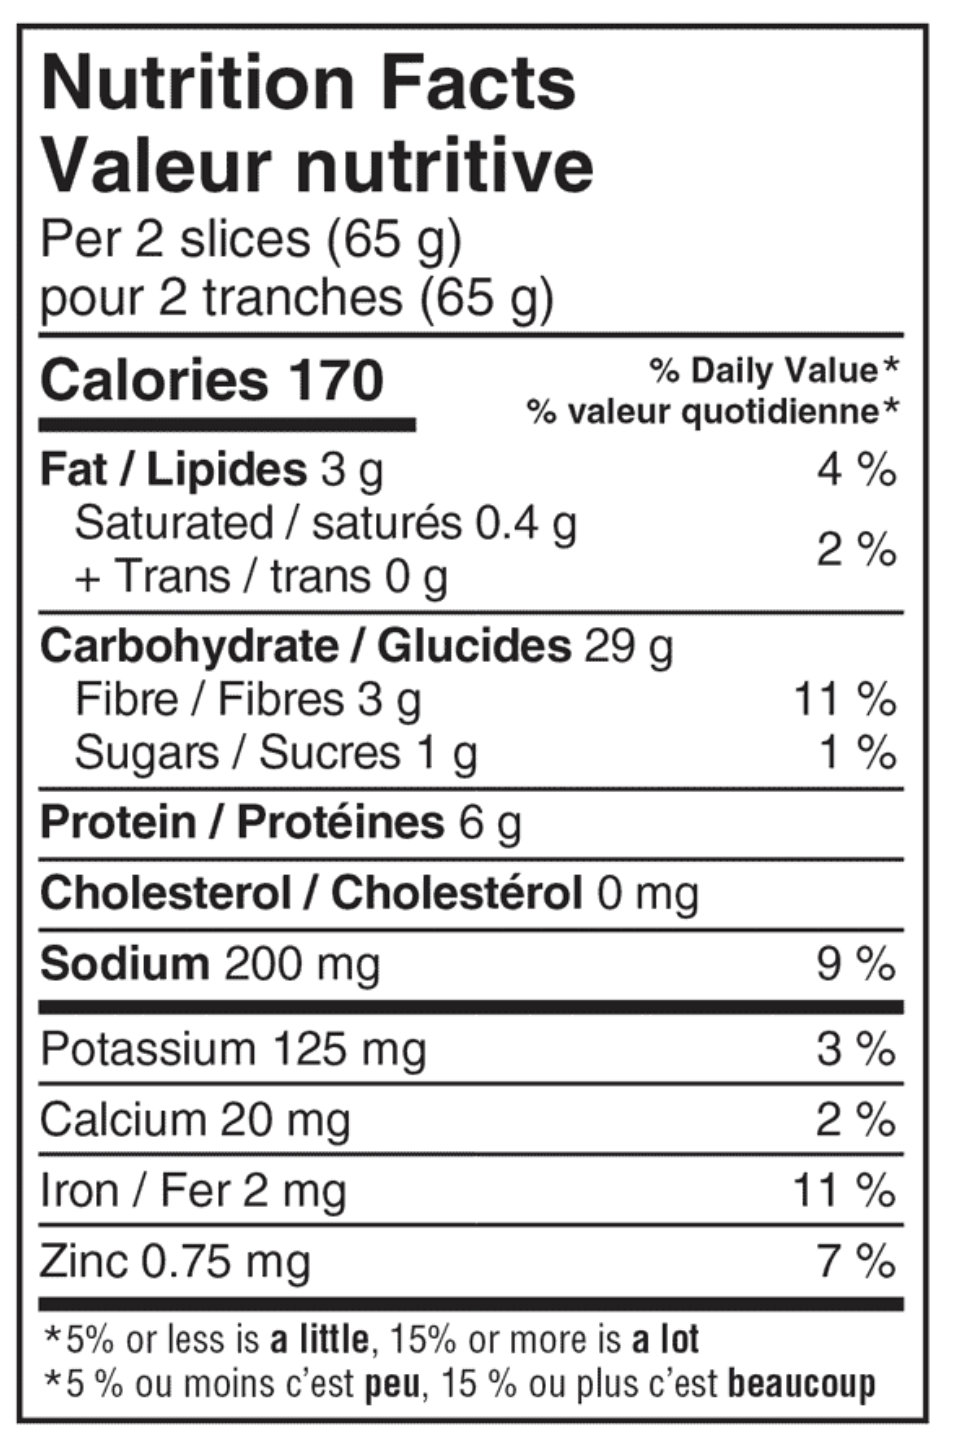 Nutrition Facts
Valeur nutritive
Per 2 slices (65 g)
pour 2 tranches (65 g)
Calories 170
% Daily Value*
% valeur quotidienne*
Fat / Lipides 3 g 4 %
Saturated / saturés 0.4 g
+ Trans / trans 0 g 2 %
Carbohydrate / Glucides 29 g
Fibre / Fibres 3 g 11 %
Sugars / Sucres 1 g 1 %
Protein / Protéines 6 g
Cholesterol / Cholestérol 0 mg
Sodium 200 mg 9 %
Potassium 125 mg 3 %
Calcium 20 mg 2 %
Iron / Fer 2 mg 11 %
Zinc 0.75 mg 7 %
*5% or less is a little, 15% or more is a lot
*5 % ou moins c’est peu, 15 % ou plus c’est beaucoup